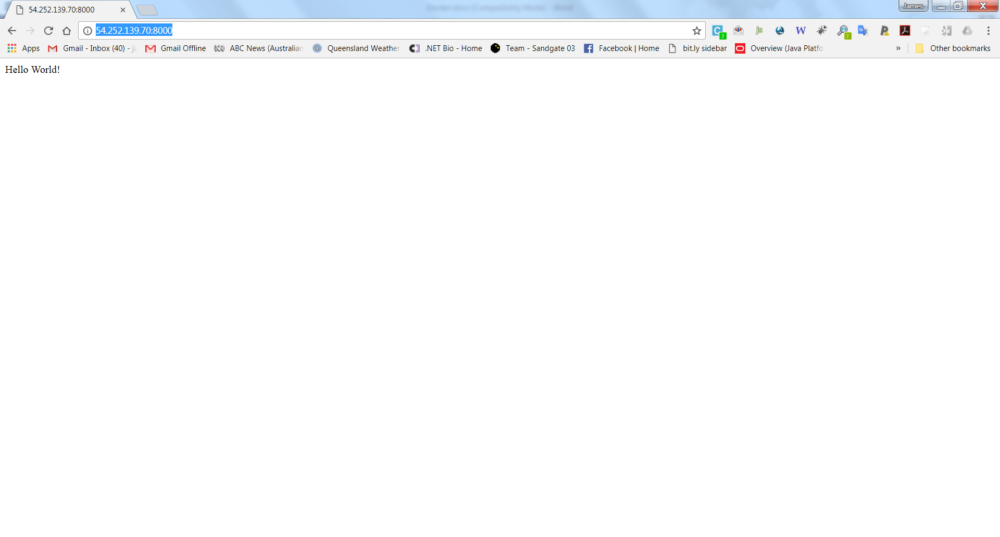 54.252.139.70:8000
James
54.252.139.70:8000
C 7 js W ?
Apps Gmail - Inbox (40) - Gmail Offline ABC News (Australian Queensland Weather .NET Bio - Home Team - Sandgate 03 Facebook | Home bit.ly sidebar Overview (Java Platfo » Other bookmarks
Hello World!